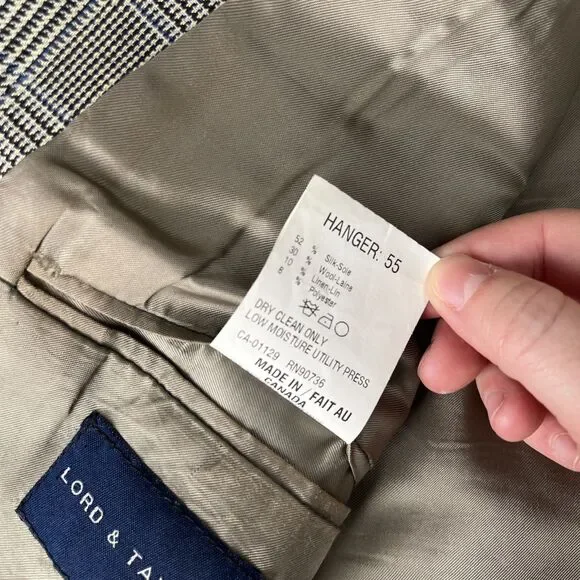 HANGER: 55
52 % Silk-Soie
30 % Wool-Laine
10 % Linen-Lin
8 % Polyester
DRY CLEAN ONLY
LOW MOISTURE UTILITY PRESS
CA-01129 RN90736
MADE IN / FAIT AU
CANADA
LORD & TA